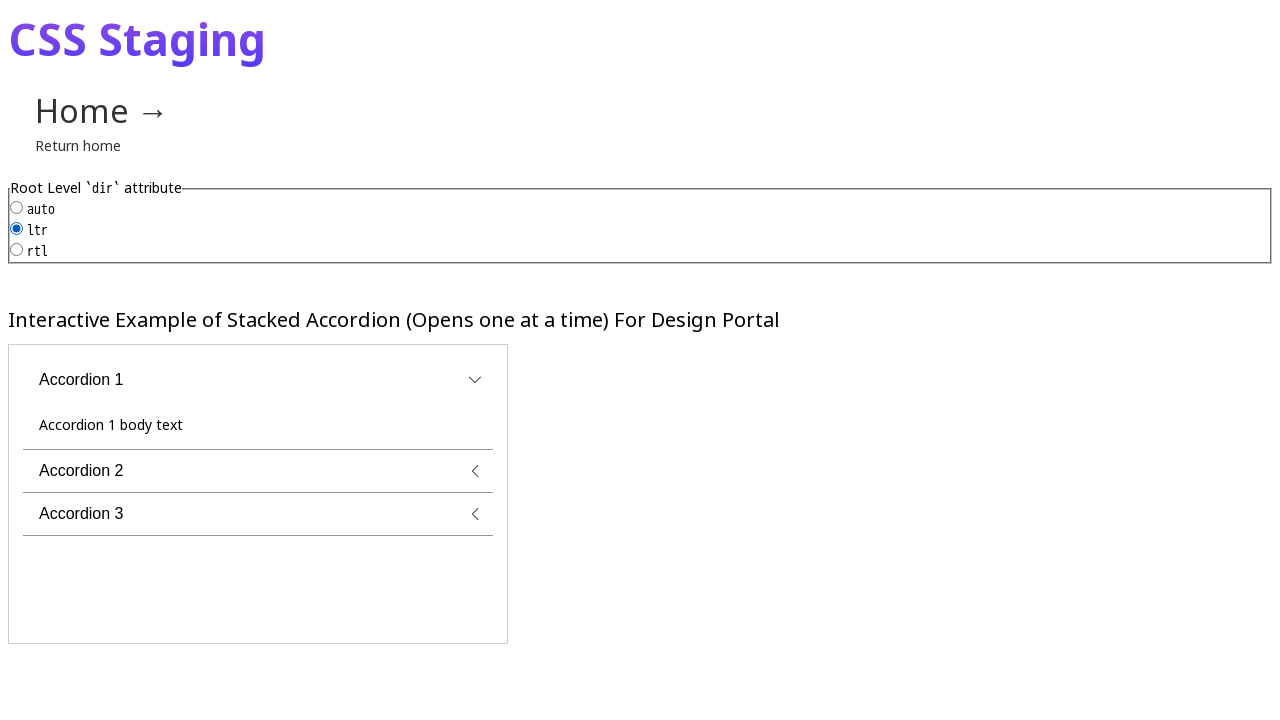 CSS Staging
Home →
Return home
Root Level `dir` attribute
auto
ltr
rtl
Interactive Example of Stacked Accordion (Opens one at a time) For Design Portal
Accordion 1
Accordion 1 body text
Accordion 2
Accordion 3